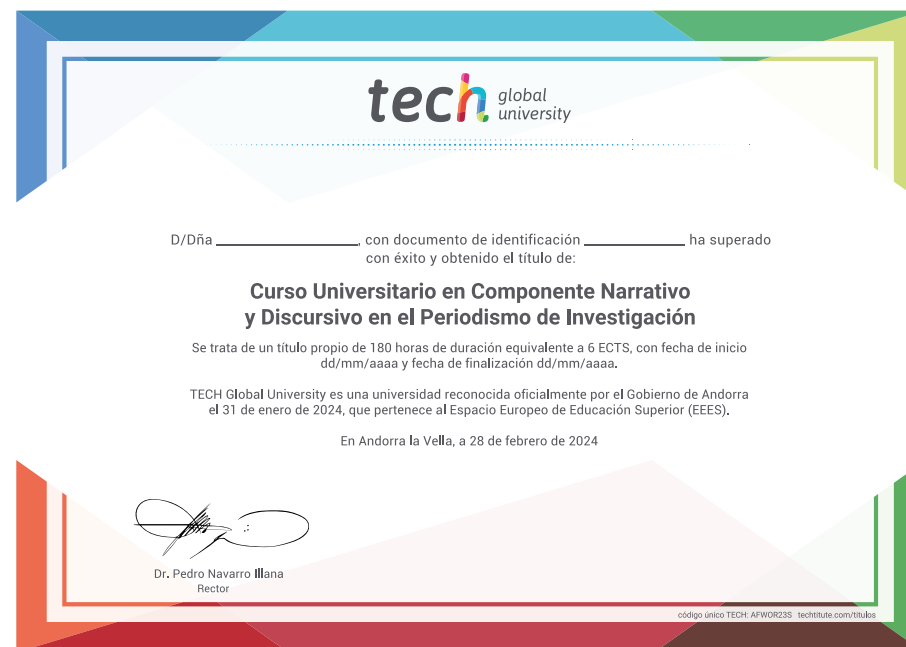 tech global university
D/Dña ____________________, con documento de identificación ______________ ha superado
con éxito y obtenido el título de:
Curso Universitario en Componente Narrativo
y Discursivo en el Periodismo de Investigación
Se trata de un título propio de 180 horas de duración equivalente a 6 ECTS, con fecha de inicio
dd/mm/aaaa y fecha de finalización dd/mm/aaaa.
TECH Global University es una universidad reconocida oficialmente por el Gobierno de Andorra
el 31 de enero de 2024, que pertenece al Espacio Europeo de Educación Superior (EEES).
En Andorra la Vella, a 28 de febrero de 2024
Dr. Pedro Navarro Illana
Rector
código único TECH: AFWOR23S techtitute.com/titulos